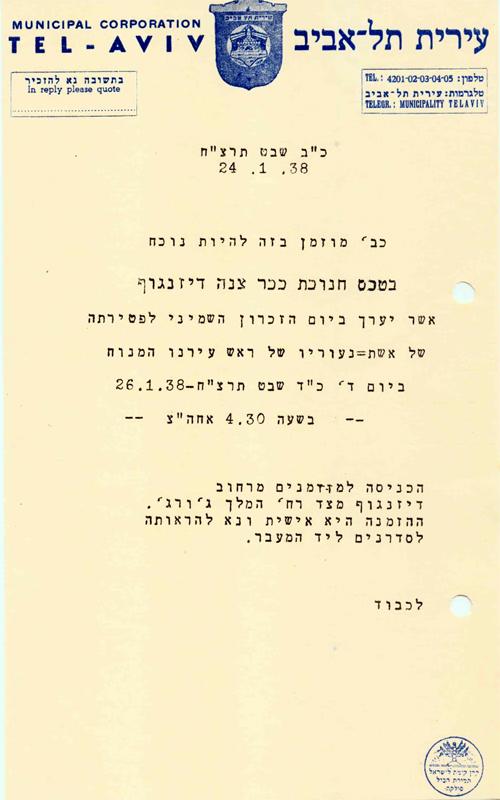 MUNICIPAL CORPORATION
TEL-AVIV
עירית תל-אביב
בתשובה נא להזכיר
In reply please quote
TEL.: 4201-02-03-04-05 :טלפון
טלגרמות: עירית תל-אביב
TELEGR.: MUNICIPALITY TELAVIV
כ"ב שבט תרצ"ח
24 .1 .38
כב' מוזמן בזה להיות נוכח
בטכס חנוכת ככר צנה דיזנגוף
אשר יערך ביום הזכרון השמיני לפטירתה
של אשת=נעוריו של ראש עירנו המנוח
ביום ד' כ"ד שבט תרצ"ח-26.1.38
-- בשעה 4.30 אחה"צ --
הכניסה למוזמנים מרחוב
דיזנגוף מצד רח' המלך ג'ורג'.
ההזמנה היא אישית ונא להראותה
לסדרנים ליד המעבר.
לכבוד
קרן קימת לישראל